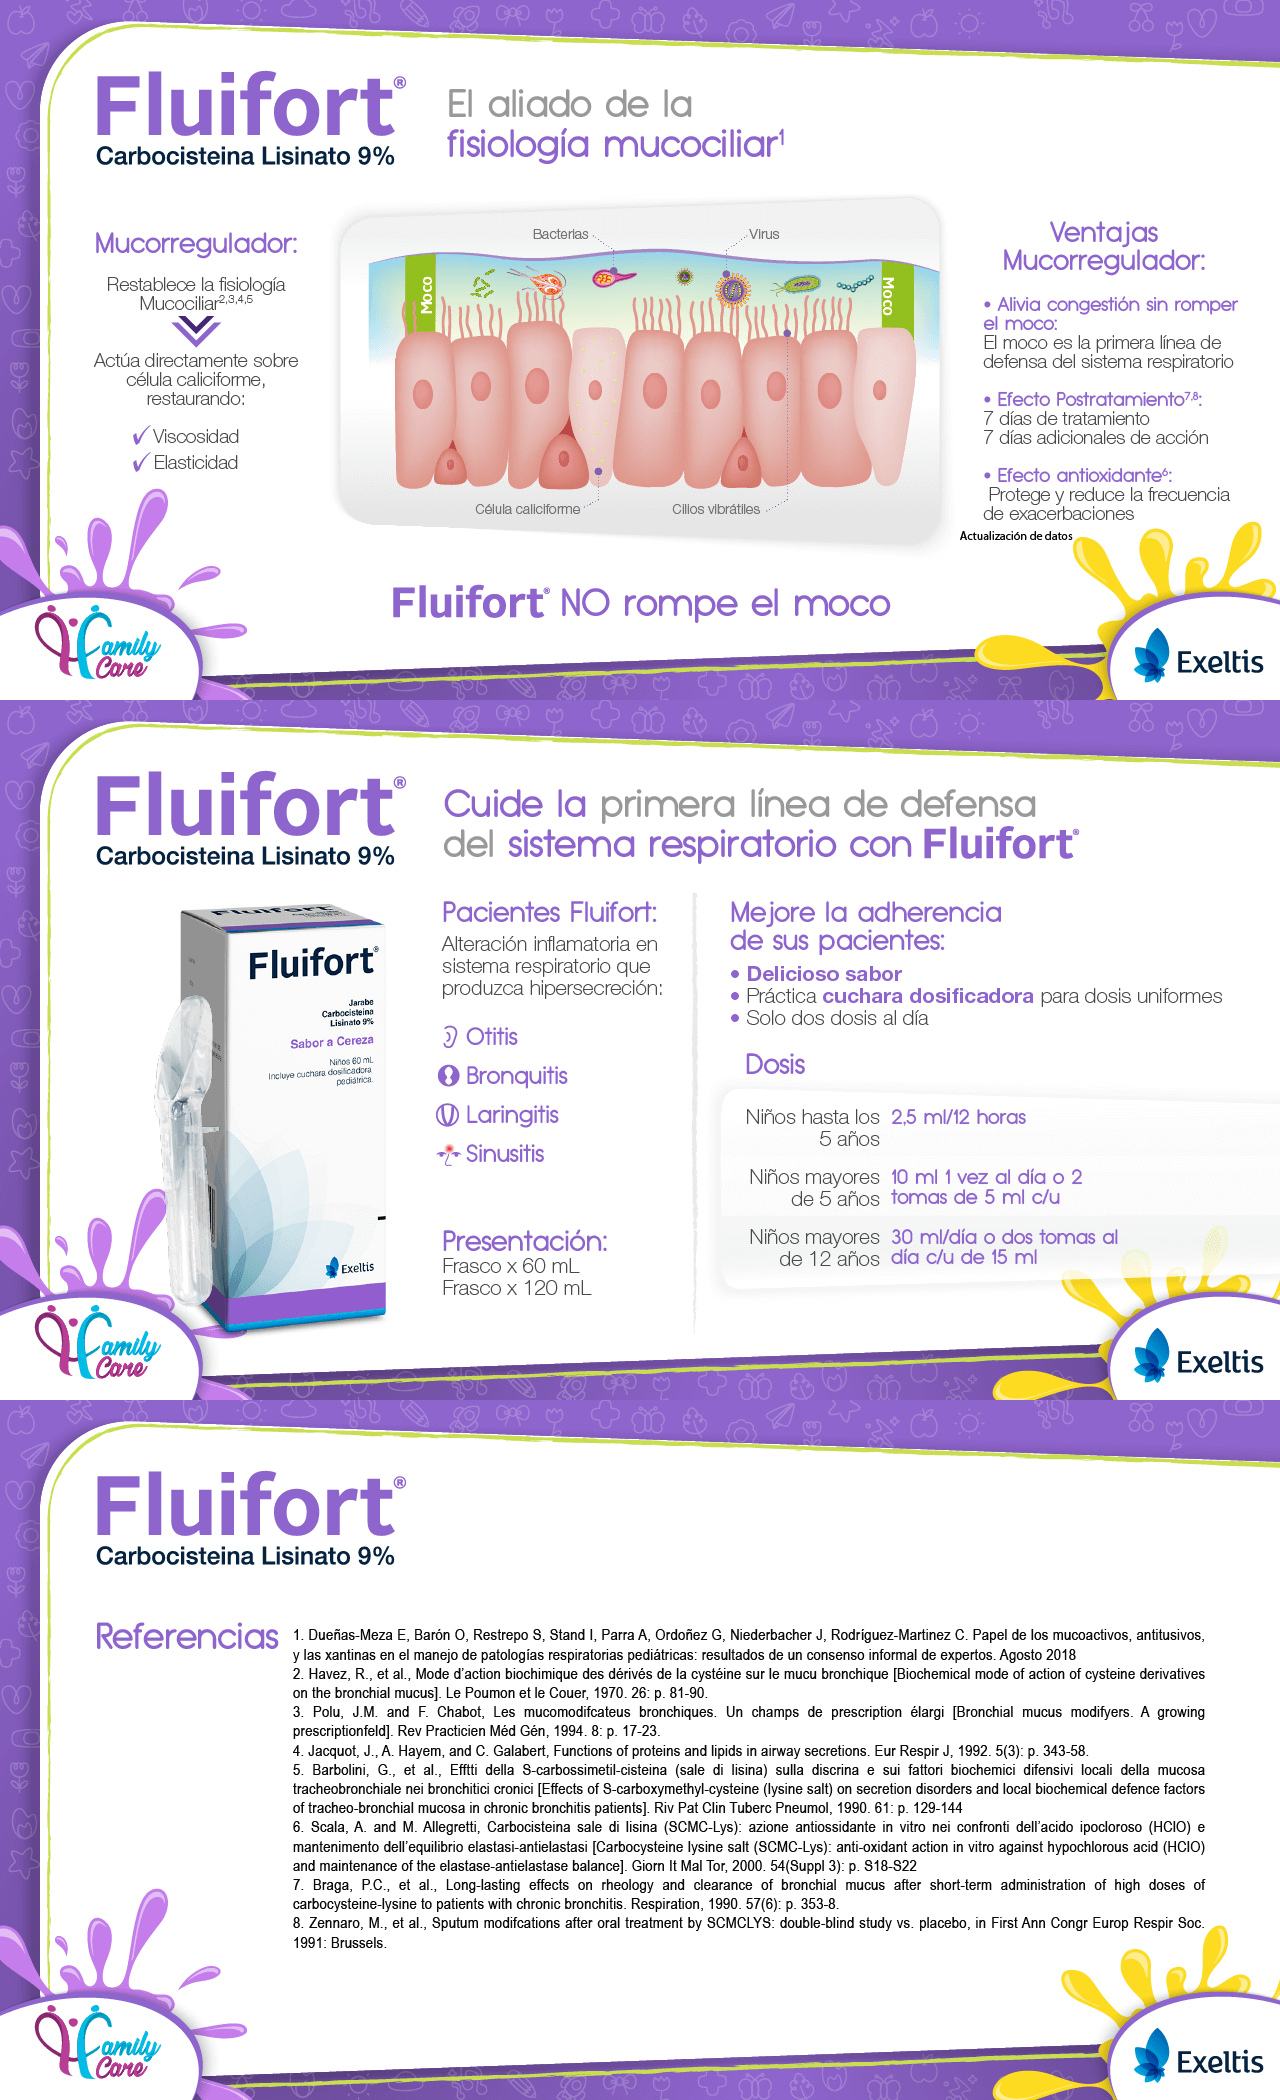 Fluifort®
Carbocisteina Lisinato 9%
El aliado de la
fisiología mucociliar1
Mucorregulador:
Restablece la fisiología
Mucociliar2,3,4,5
Actúa directamente sobre
célula caliciforme,
restaurando:
Viscosidad
Elasticidad
Bacterias
Virus
Moco
Moco
Célula caliciforme
Cilios vibrátiles
Ventajas
Mucorregulador:
• Alivia congestión sin romper
el moco:
El moco es la primera línea de
defensa del sistema respiratorio
• Efecto Postratamiento7,8:
7 días de tratamiento
7 días adicionales de acción
• Efecto antioxidante6:
Protege y reduce la frecuencia
de exacerbaciones
Actualización de datos
Fluifort® NO rompe el moco
Family
Care
Exeltis
Fluifort®
Carbocisteina Lisinato 9%
Cuide la primera línea de defensa
del sistema respiratorio con Fluifort®
Fluifort
Fluifort®
Jarabe
Carbocisteina
Lisinato 9%
Sabor a Cereza
Niños 60 mL
Incluye cuchara dosificadora
pediátrica.
Exeltis
Pacientes Fluifort:
Alteración inflamatoria en
sistema respiratorio que
produzca hipersecreción:
Otitis
Bronquitis
Laringitis
Sinusitis
Presentación:
Frasco x 60 mL
Frasco x 120 mL
Mejore la adherencia
de sus pacientes:
• Delicioso sabor
• Práctica cuchara dosificadora para dosis uniformes
• Solo dos dosis al día
Dosis
Niños hasta los 2,5 ml/12 horas
5 años
Niños mayores 10 ml 1 vez al día o 2
de 5 años tomas de 5 ml c/u
Niños mayores 30 ml/día o dos tomas al
de 12 años día c/u de 15 ml
Family
Care
Exeltis
Fluifort®
Carbocisteina Lisinato 9%
Referencias
1. Dueñas-Meza E, Barón O, Restrepo S, Stand I, Parra A, Ordoñez G, Niederbacher J, Rodríguez-Martinez C. Papel de los mucoactivos, antitusivos,
y las xantinas en el manejo de patologías respiratorias pediátricas: resultados de un consenso informal de expertos. Agosto 2018
2. Havez, R., et al., Mode d'action biochimique des dérivés de la cystéine sur le mucu bronchique [Biochemical mode of action of cysteine derivatives
on the bronchial mucus]. Le Poumon et le Couer, 1970. 26: p. 81-90.
3. Polu, J.M. and F. Chabot, Les mucomodifcateus bronchiques. Un champs de prescription élargi [Bronchial mucus modifyers. A growing
prescriptionfeld]. Rev Practicien Méd Gén, 1994. 8: p. 17-23.
4. Jacquot, J., A. Hayem, and C. Galabert, Functions of proteins and lipids in airway secretions. Eur Respir J, 1992. 5(3): p. 343-58.
5. Barbolini, G., et al., Efftti della S-carbossimetil-cisteina (sale di lisina) sulla discrina e sui fattori biochemici difensivi locali della mucosa
tracheobronchiale nei bronchitici cronici [Effects of S-carboxymethyl-cysteine (lysine salt) on secretion disorders and local biochemical defence factors
of tracheo-bronchial mucosa in chronic bronchitis patients]. Riv Pat Clin Tuberc Pneumol, 1990. 61: p. 129-144
6. Scala, A. and M. Allegretti, Carbocisteina sale di lisina (SCMC-Lys): azione antiossidante in vitro nei confronti dell'acido ipocloroso (HClO) e
mantenimento dell'equilibrio elastasi-antielastasi [Carbocysteine lysine salt (SCMC-Lys): anti-oxidant action in vitro against hypochlorous acid (HClO)
and maintenance of the elastase-antielastase balance]. Giorn It Mal Tor, 2000. 54(Suppl 3): p. S18-S22
7. Braga, P.C., et al., Long-lasting effects on rheology and clearance of bronchial mucus after short-term administration of high doses of
carbocysteine-lysine to patients with chronic bronchitis. Respiration, 1990. 57(6): p. 353-8.
8. Zennaro, M., et al., Sputum modifcations after oral treatment by SCMCLYS: double-blind study vs. placebo, in First Ann Congr Europ Respir Soc.
1991: Brussels.
Family
Care
Exeltis